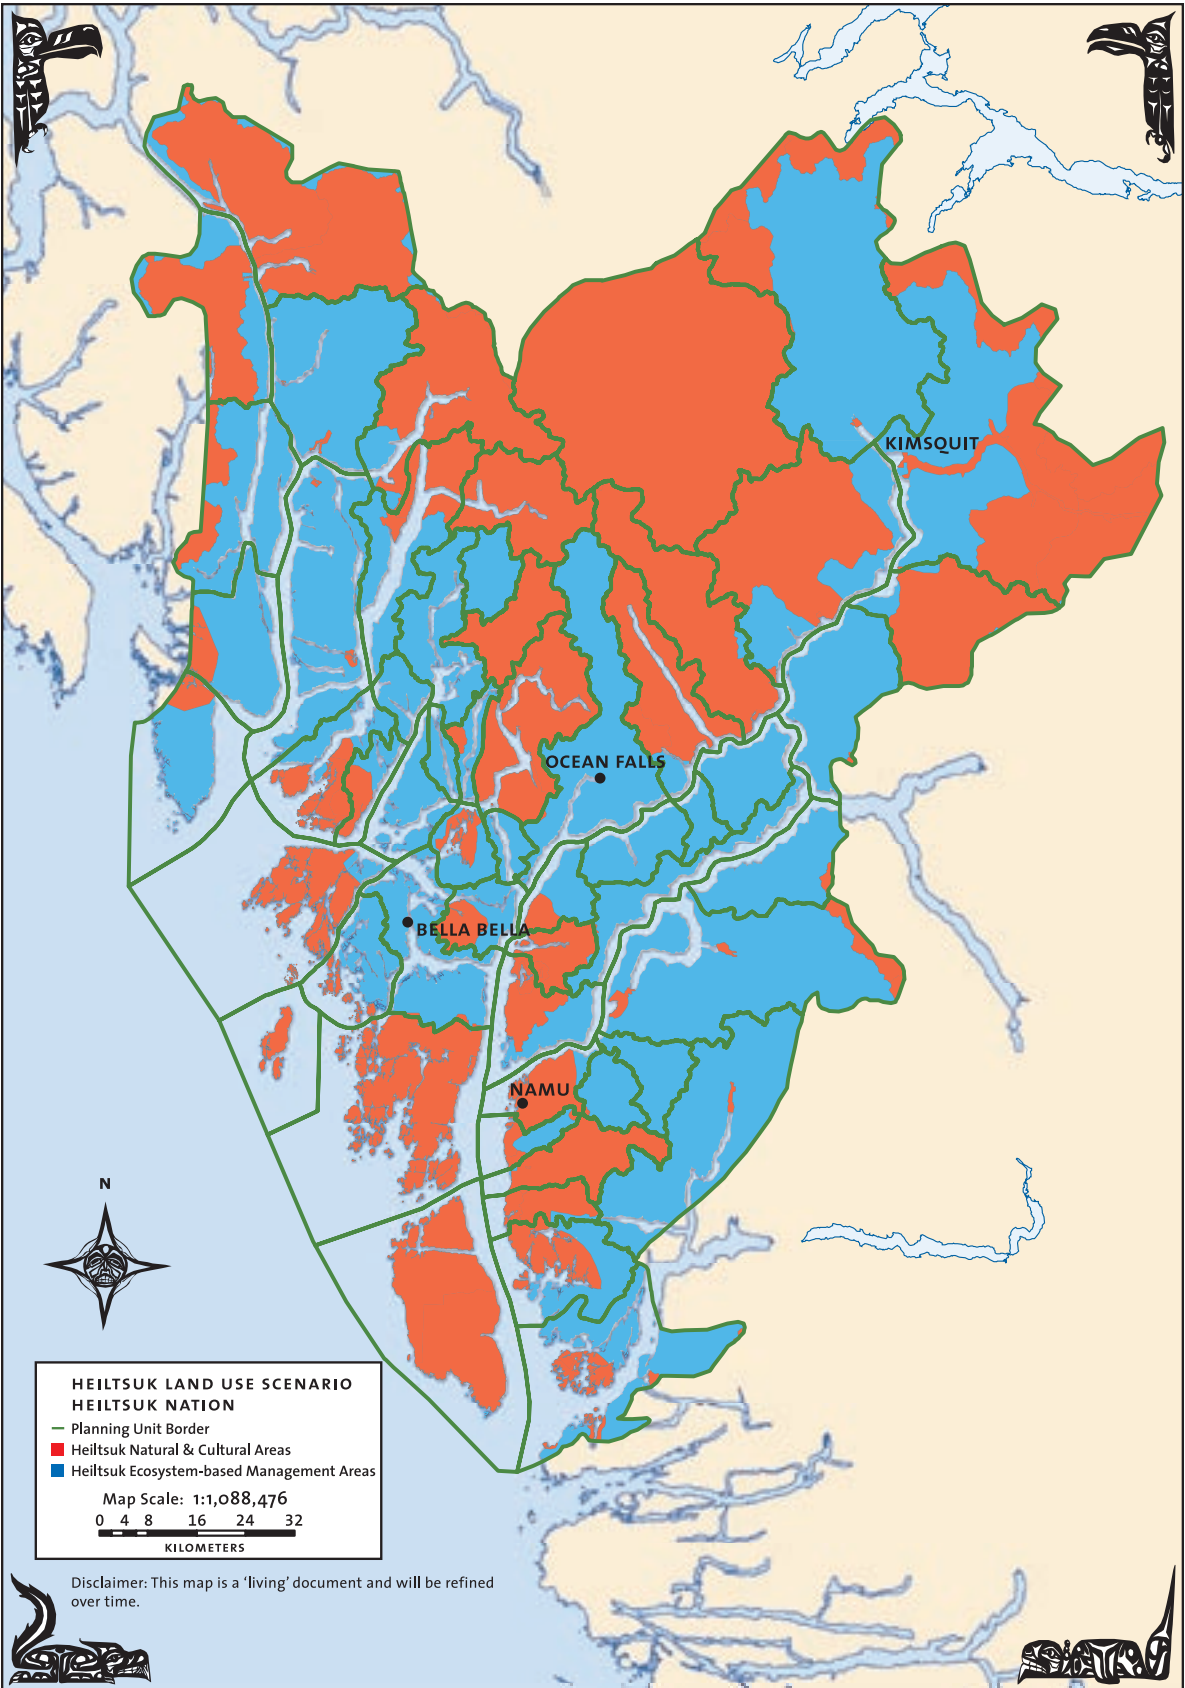 KIMSQUIT
OCEAN FALLS
BELLA BELLA
NAMU
N
HEILTSUK LAND USE SCENARIO
HEILTSUK NATION
Planning Unit Border
Heiltsuk Natural & Cultural Areas
Heiltsuk Ecosystem-based Management Areas
Map Scale: 1:1,088,476
0 4 8 16 24 32
KILOMETERS
Disclaimer: This map is a ‘living’ document and will be refined
over time.